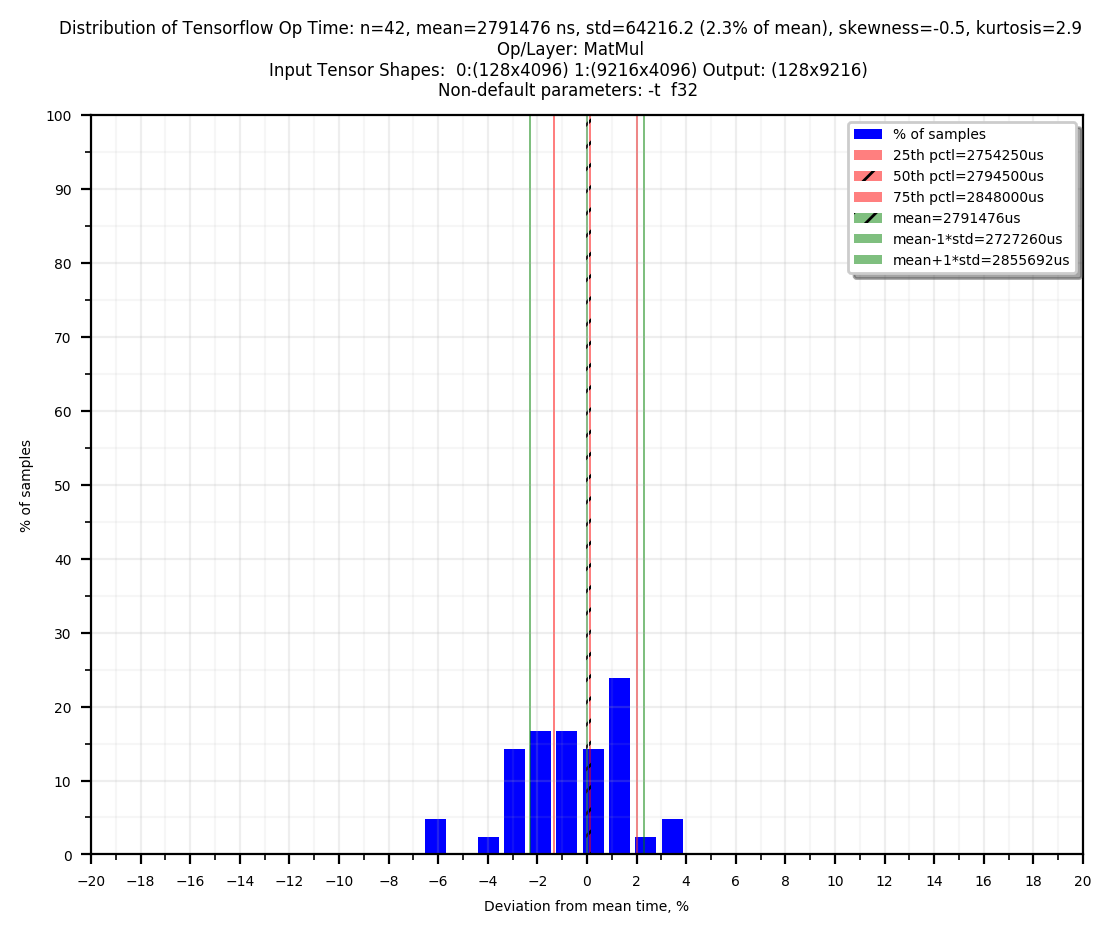 Distribution of Tensorflow Op Time: n=42, mean=2791476 ns, std=64216.2 (2.3% of mean), skewness=-0.5, kurtosis=2.9
Op/Layer: MatMul
Input Tensor Shapes:  0:(128x4096) 1:(9216x4096) Output: (128x9216)
Non-default parameters: -t  f32
% of samples
25th pctl=2754250us
50th pctl=2794500us
75th pctl=2848000us
mean=2791476us
mean-1*std=2727260us
mean+1*std=2855692us
100
90
80
70
60
50
40
30
20
10
0
% of samples
−20 −18 −16 −14 −12 −10 −8 −6 −4 −2 0 2 4 6 8 10 12 14 16 18 20
Deviation from mean time, %